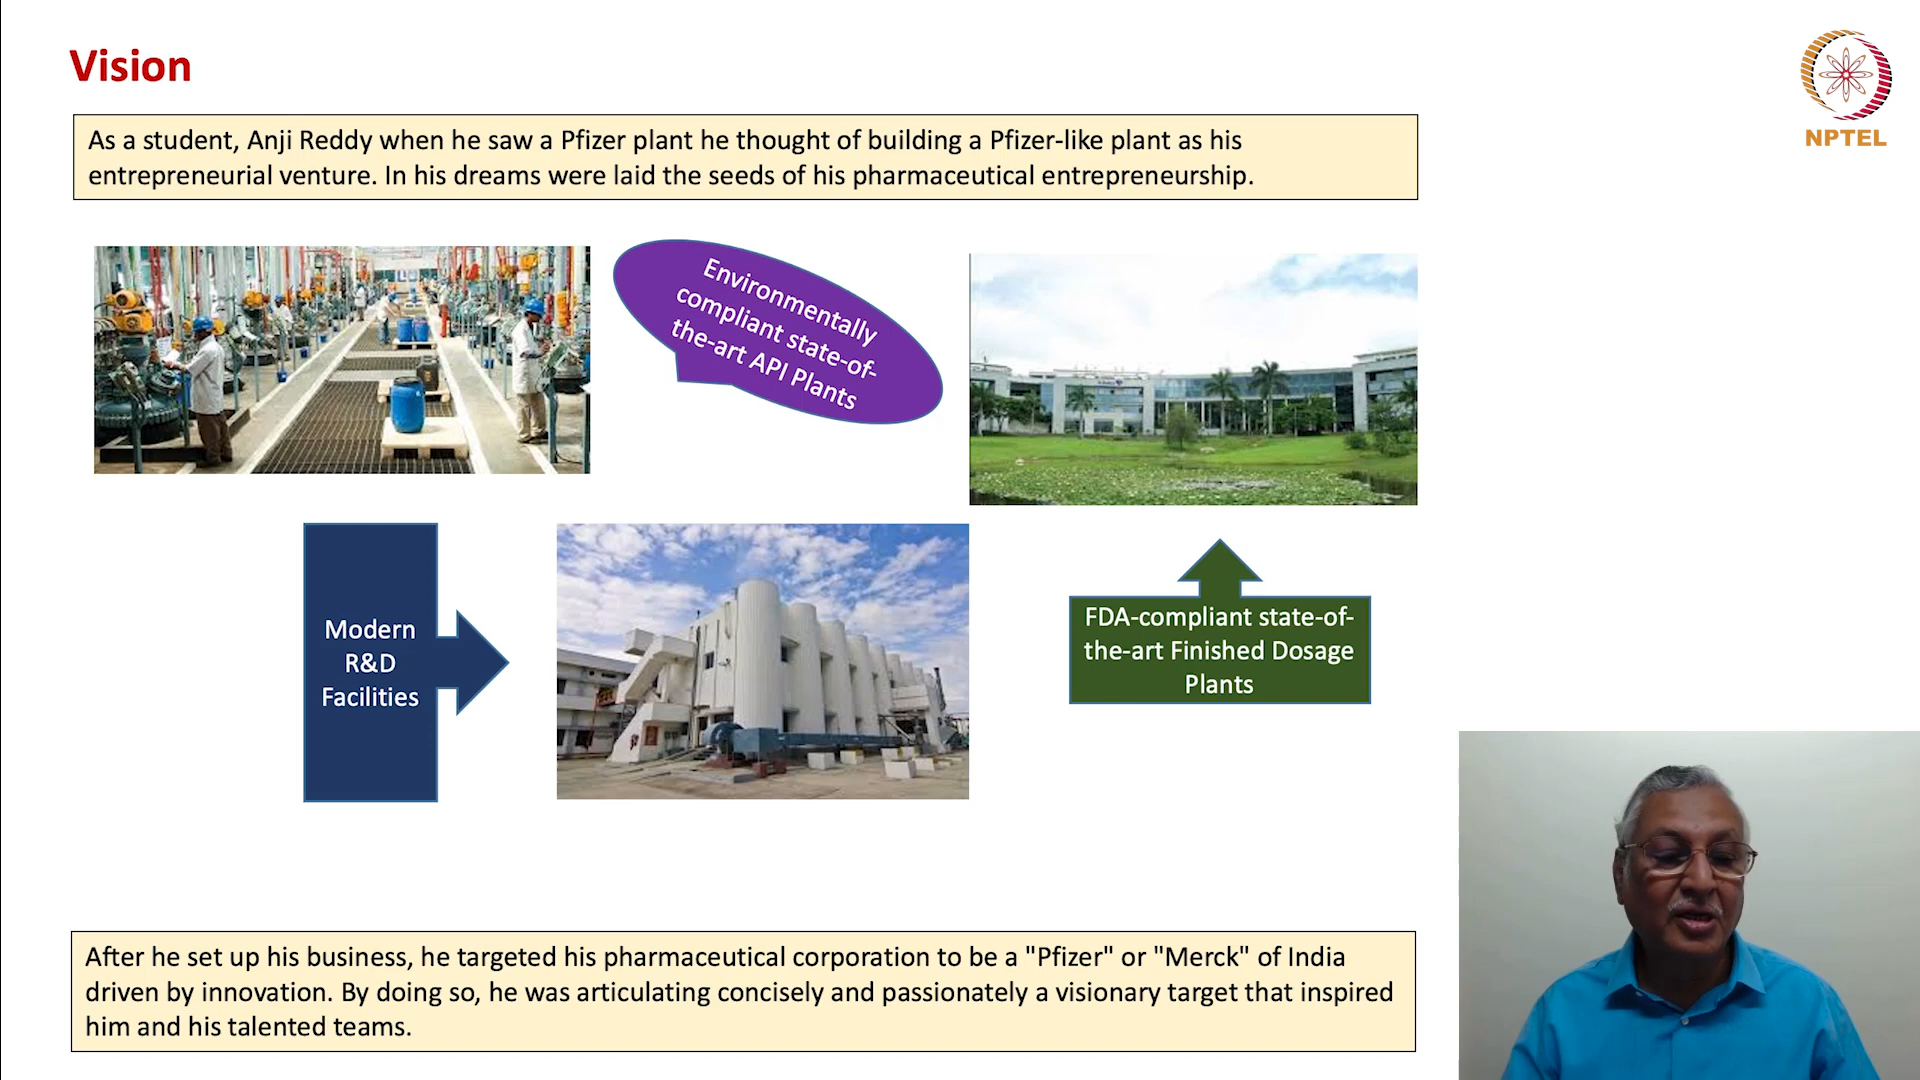 Vision
NPTEL
As a student, Anji Reddy when he saw a Pfizer plant he thought of building a Pfizer-like plant as his
entrepreneurial venture. In his dreams were laid the seeds of his pharmaceutical entrepreneurship.
Environmentally
compliant state-of-
the-art API Plants
Modern
R&D
Facilities
FDA-compliant state-of-
the-art Finished Dosage
Plants
After he set up his business, he targeted his pharmaceutical corporation to be a "Pfizer" or "Merck" of India
driven by innovation. By doing so, he was articulating concisely and passionately a visionary target that inspired
him and his talented teams.